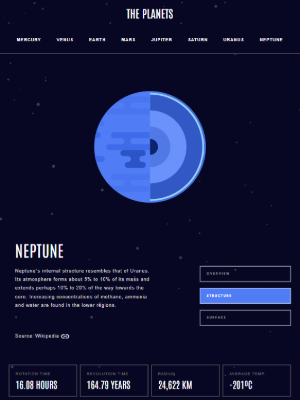 THE PLANETS
MERCURY VENUS EARTH MARS JUPITER SATURN URANUS NEPTUNE
NEPTUNE
Neptune's internal structure resembles that of Uranus.
Its atmosphere forms about 5% to 10% of its mass and
extends perhaps 10% to 20% of the way towards the
core. Increasing concentrations of methane, ammonia
and water are found in the lower regions.
Source: Wikipedia
OVERVIEW
STRUCTURE
SURFACE
ROTATION TIME
16.08 HOURS
REVOLUTION TIME
164.79 YEARS
RADIUS
24,622 KM
AVERAGE TEMP.
-201ºC